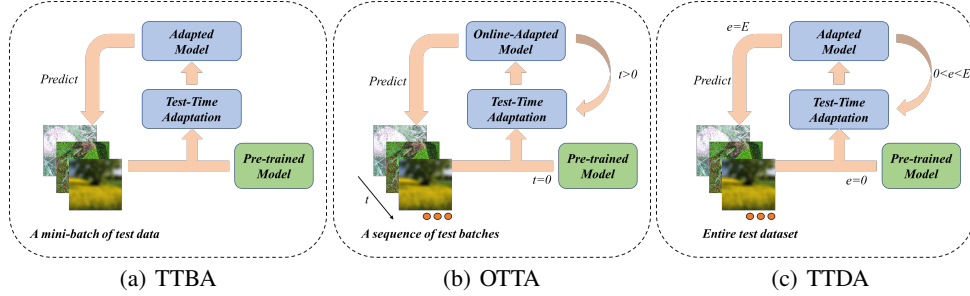 Adapted
Model
Predict
Test-Time
Adaptation
Pre-trained
Model
A mini-batch of test data
(a) TTBA
Online-Adapted
Model
Predict
t>0
Test-Time
Adaptation
Pre-trained
Model
t=0
t
A sequence of test batches
(b) OTTA
e=E
Adapted
Model
Predict
0<e<E
Test-Time
Adaptation
Pre-trained
Model
e=0
Entire test dataset
(c) TTDA